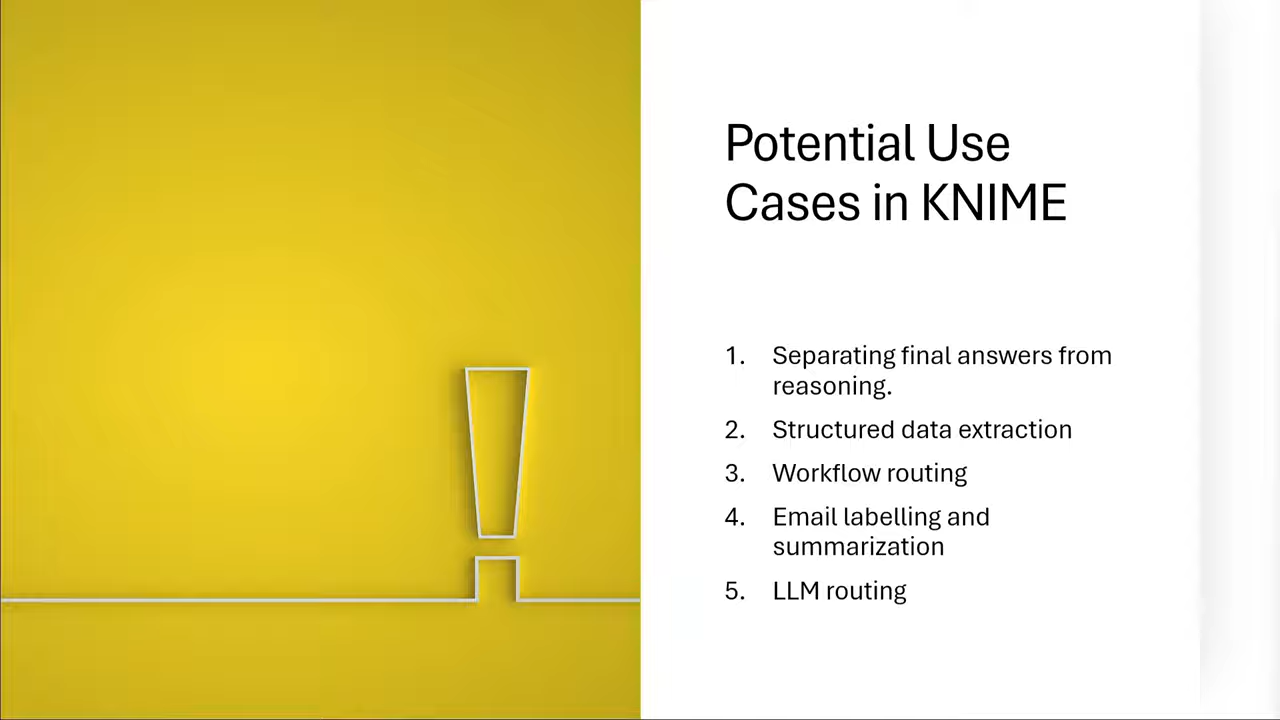 Potential Use
Cases in KNIME
1. Separating final answers from
reasoning.
2. Structured data extraction
3. Workflow routing
4. Email labelling and
summarization
5. LLM routing